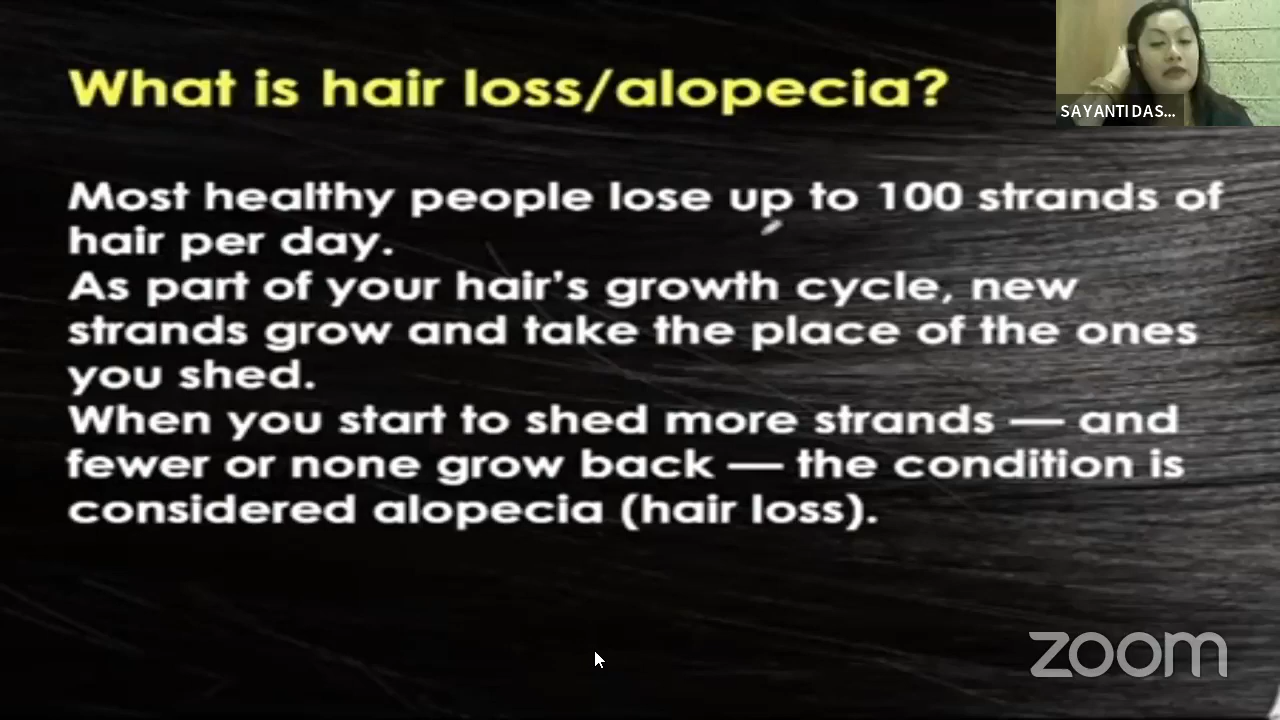 What is hair loss/alopecia?
SAYANTI DAS...
Most healthy people lose up to 100 strands of
hair per day.
As part of your hair's growth cycle, new
strands grow and take the place of the ones
you shed.
When you start to shed more strands — and
fewer or none grow back — the condition is
considered alopecia (hair loss).
zoom